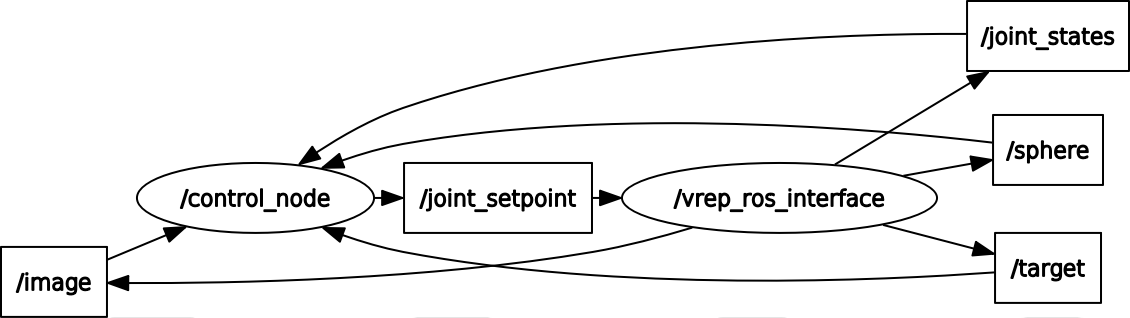 /joint_states
/sphere
/control_node
/joint_setpoint
/vrep_ros_interface
/target
/image